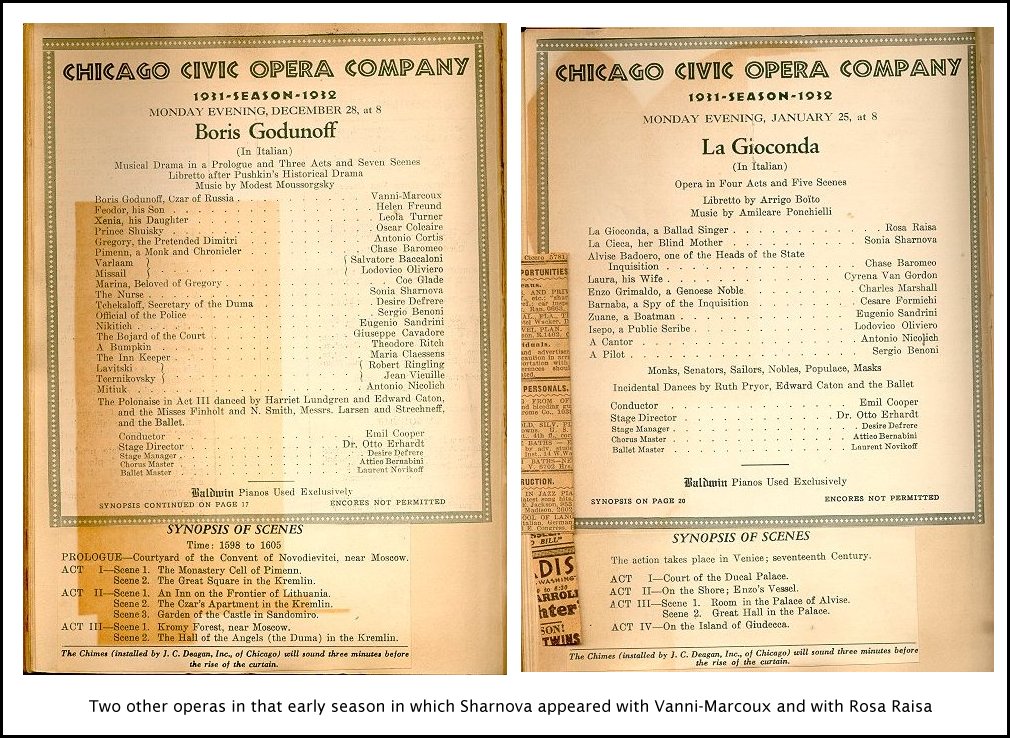 CHICAGO CIVIC OPERA COMPANY
1931-SEASON-1932
MONDAY EVENING, DECEMBER 28, at 8
Boris Godunoff
(In Italian)
Musical Drama in a Prologue and Three Acts and Seven Scenes
Libretto after Pushkin's Historical Drama
Music by Modest Moussorgsky
Boris Godunoff, Czar of Russia . Vanni-Marcoux
Feodor, his Son Helen Freund
Xenia, his Daughter Leola Turner
Prince Shuisky Oscar Colcaire
Gregory, the Pretended Dimitri Antonio Cortis
Pimenn, a Monk and Chronicler Chase Baromeo
Varlaam } { Salvatore Baccaloni
Missail } { Lodovico Oliviero
Marina, Beloved of Gregory Coe Glade
The Nurse Sonia Sharnova
Tchekaloff, Secretary of the Duma Desire Defrere
Official of the Police Sergio Benoni
Nikitich Eugenio Sandrini
The Bojard of the Court Giuseppe Cavadore
A Bumpkin Theodore Ritch
The Inn Keeper Maria Claessens
Lavitski } { Robert Ringling
Tcernikovsky } { Jean Vieuille
Mitiuk Antonio Nicolich
The Polonaise in Act III danced by Harriet Lundgren and Edward Caton,
and the Misses Finholt and N. Smith, Messrs. Larsen and Strechneff,
and the Ballet.
Conductor Emil Cooper
Stage Director Dr. Otto Erhardt
Stage Manager Desire Defrere
Chorus Master Attico Bernabini
Ballet Master Laurent Novikoff
Baldwin Pianos Used Exclusively
SYNOPSIS CONTINUED ON PAGE 17 ENCORES NOT PERMITTED
SYNOPSIS OF SCENES
Time: 1598 to 1605
PROLOGUE—Courtyard of the Convent of Novodievitei, near Moscow.
ACT I—Scene 1. The Monastery Cell of Pimenn.
Scene 2. The Great Square in the Kremlin.
ACT II—Scene 1. An Inn on the Frontier of Lithuania.
Scene 2. The Czar's Apartment in the Kremlin.
Scene 3. Garden of the Castle in Sandomiro.
ACT III—Scene 1. Kromy Forest, near Moscow.
Scene 2. The Hall of the Angels (the Duma) in the Kremlin.
The Chimes (installed by J. C. Deagan, Inc., of Chicago) will sound three minutes before
the rise of the curtain.
CHICAGO CIVIC OPERA COMPANY
1931-SEASON-1932
MONDAY EVENING, JANUARY 25, at 8
La Gioconda
(In Italian)
Opera in Four Acts and Five Scenes
Libretto by Arrigo Boïto
Music by Amilcare Ponchielli
La Gioconda, a Ballad Singer Rosa Raisa
La Cieca, her Blind Mother Sonia Sharnova
Alvise Badoero, one of the Heads of the State
Inquisition Chase Baromeo
Laura, his Wife Cyrena Van Gordon
Enzo Grimaldo, a Genoese Noble Charles Marshall
Barnaba, a Spy of the Inquisition Cesare Formichi
Zuane, a Boatman Eugenio Sandrini
Isepo, a Public Scribe Lodovico Oliviero
A Cantor Antonio Nicolich
A Pilot Sergio Benoni
Monks, Senators, Sailors, Nobles, Populace, Masks
Incidental Dances by Ruth Pryor, Edward Caton and the Ballet
Conductor Emil Cooper
Stage Director Dr. Otto Erhardt
Stage Manager Desire Defrere
Chorus Master Attico Bernabini
Ballet Master Laurent Novikoff
Baldwin Pianos Used Exclusively
SYNOPSIS ON PAGE 20 ENCORES NOT PERMITTED
SYNOPSIS OF SCENES
The action takes place in Venice; seventeenth Century.
ACT I—Court of the Ducal Palace.
ACT II—On the Shore; Enzo's Vessel.
ACT III—Scene 1. Room in the Palace of Alvise.
Scene 2. Great Hall in the Palace.
ACT IV—On the Island of Giudecca.
The Chimes (installed by J. C. Deagan, Inc., of Chicago) will sound three minutes before
the rise of the curtain.
PERSONALS.
TWINS
Two other operas in that early season in which Sharnova appeared with Vanni-Marcoux and with Rosa Raisa